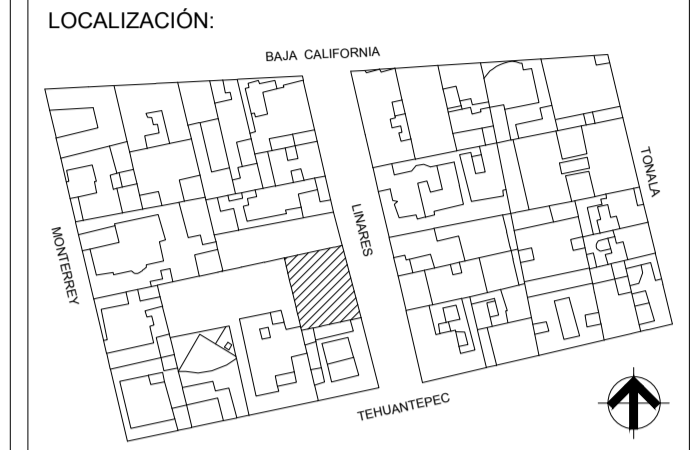 LOCALIZACIÓN:
BAJA CALIFORNIA
TONALA
LINARES
MONTERREY
TEHUANTEPEC